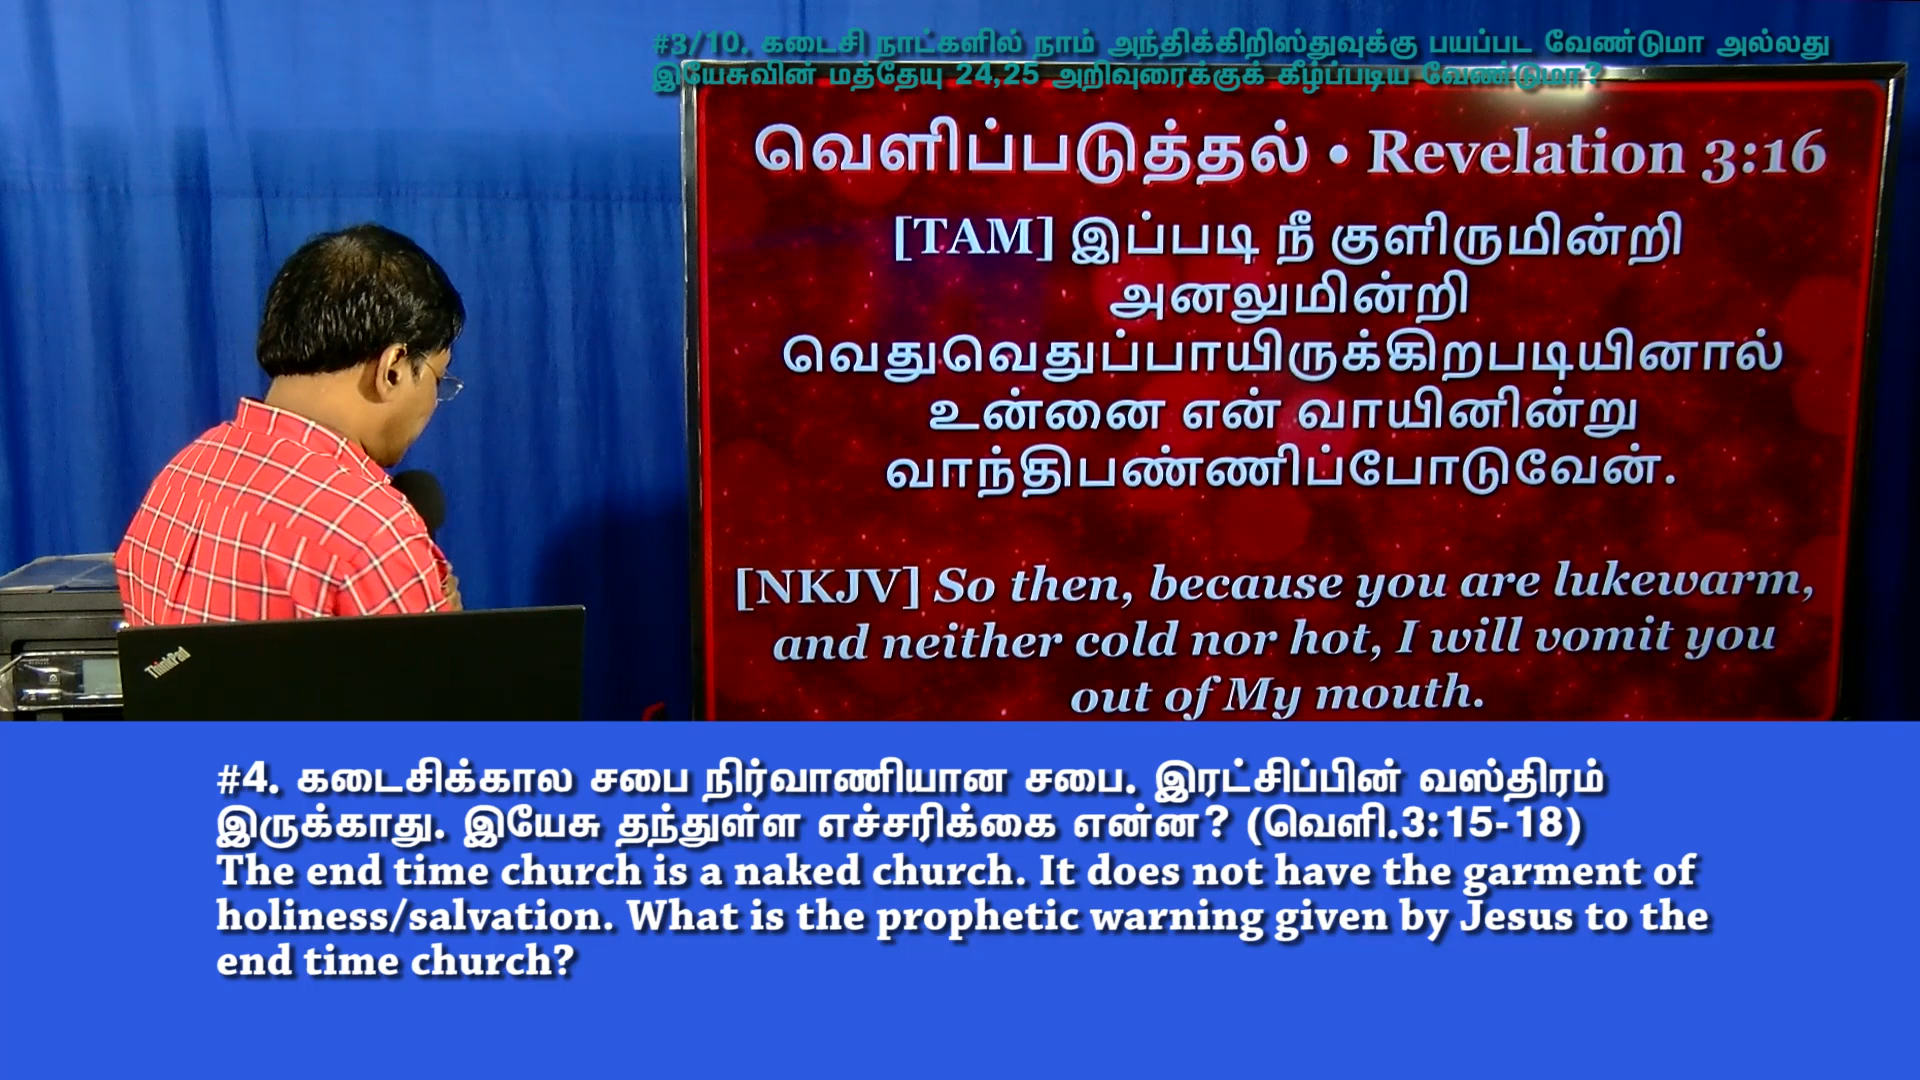 #3/10. கடைசி நாட்களில் நாம் அந்திக்கிறிஸ்துவுக்கு பயப்பட வேண்டுமா அல்லது
இயேசுவின் மத்தேயு 24,25 அறிவுரைக்குக் கீழ்ப்படிய வேண்டுமா?
வெளிப்படுத்தல் • Revelation 3:16
[TAM] இப்படி நீ குளிருமின்றி
அனலுமின்றி
வெதுவெதுப்பாயிருக்கிறபடியினால்
உன்னை என் வாயினின்று
வாந்திபண்ணிப்போடுவேன்.
[NKJV] So then, because you are lukewarm,
and neither cold nor hot, I will vomit you
out of My mouth.
ThinkPad
#4. கடைசிக்கால சபை நிர்வாணியான சபை. இரட்சிப்பின் வஸ்திரம்
இருக்காது. இயேசு தந்துள்ள எச்சரிக்கை என்ன? (வெளி.3:15-18)
The end time church is a naked church. It does not have the garment of
holiness/salvation. What is the prophetic warning given by Jesus to the
end time church?